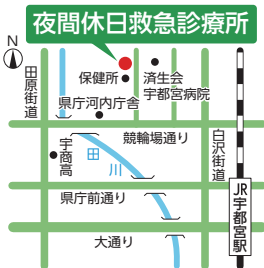 夜間休日救急診療所
N
田原街道
保健所
済生会
宇都宮病院
県庁河内庁舎
競輪場通り
宇商高
田川
白沢街道
県庁前通り
JR宇都宮駅
大通り